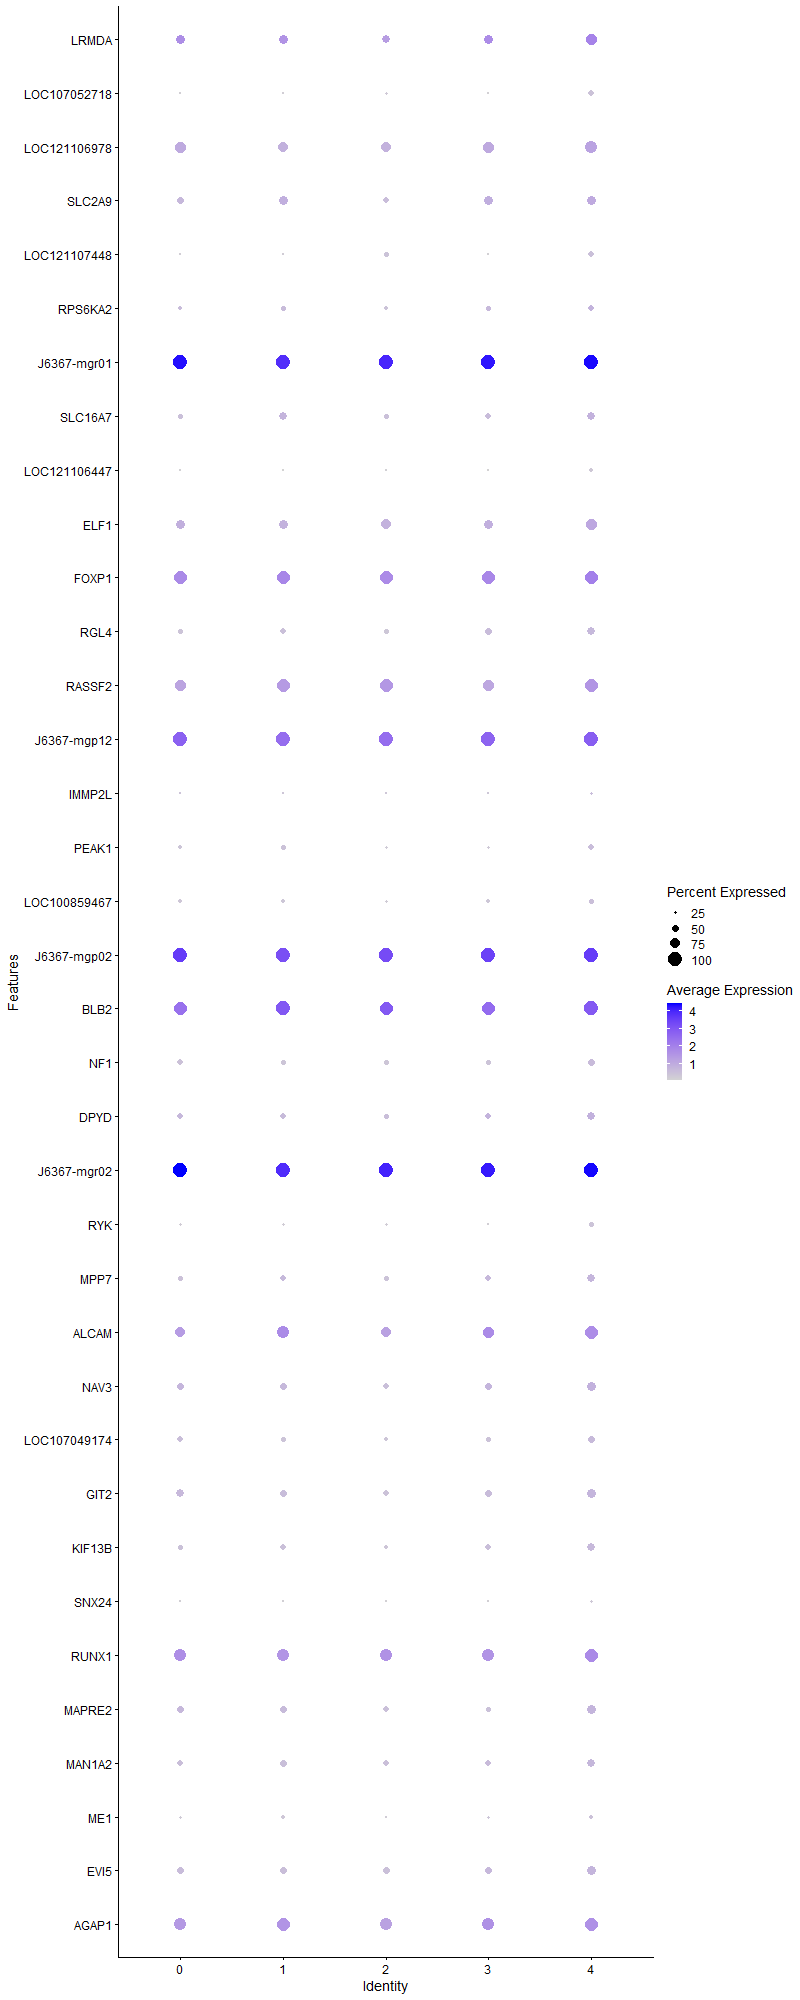 LRMDA
LOC107052718
LOC121106978
SLC2A9
LOC121107448
RPS6KA2
J6367-mgr01
SLC16A7
LOC121106447
ELF1
FOXP1
RGL4
RASSF2
J6367-mgp12
IMMP2L
PEAK1
LOC100859467
J6367-mgp02
BLB2
NF1
DPYD
J6367-mgr02
RYK
MPP7
ALCAM
NAV3
LOC107049174
GIT2
KIF13B
SNX24
RUNX1
MAPRE2
MAN1A2
ME1
EVI5
AGAP1
Features
0 1 2 3 4
Identity
Percent Expressed
25
50
75
100
Average Expression
4
3
2
1